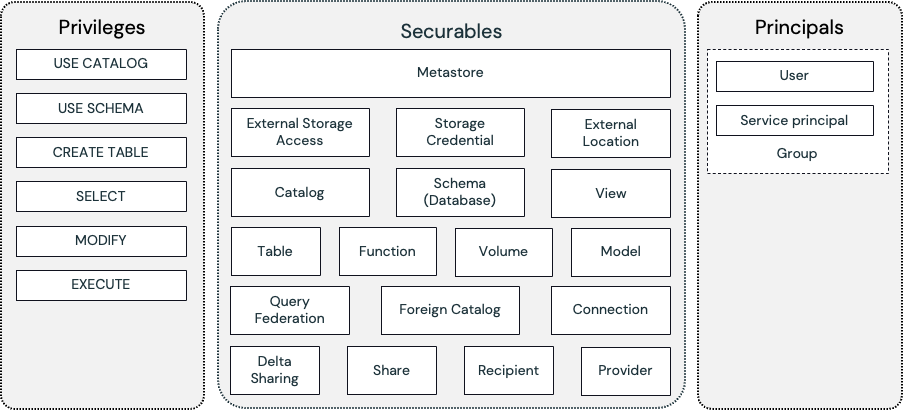 Privileges
USE CATALOG
USE SCHEMA
CREATE TABLE
SELECT
MODIFY
EXECUTE
Securables
Metastore
External Storage
Access
Storage
Credential
External
Location
Catalog
Schema
(Database)
View
Table
Function
Volume
Model
Query
Federation
Foreign Catalog
Connection
Delta
Sharing
Share
Recipient
Provider
Principals
User
Service principal
Group